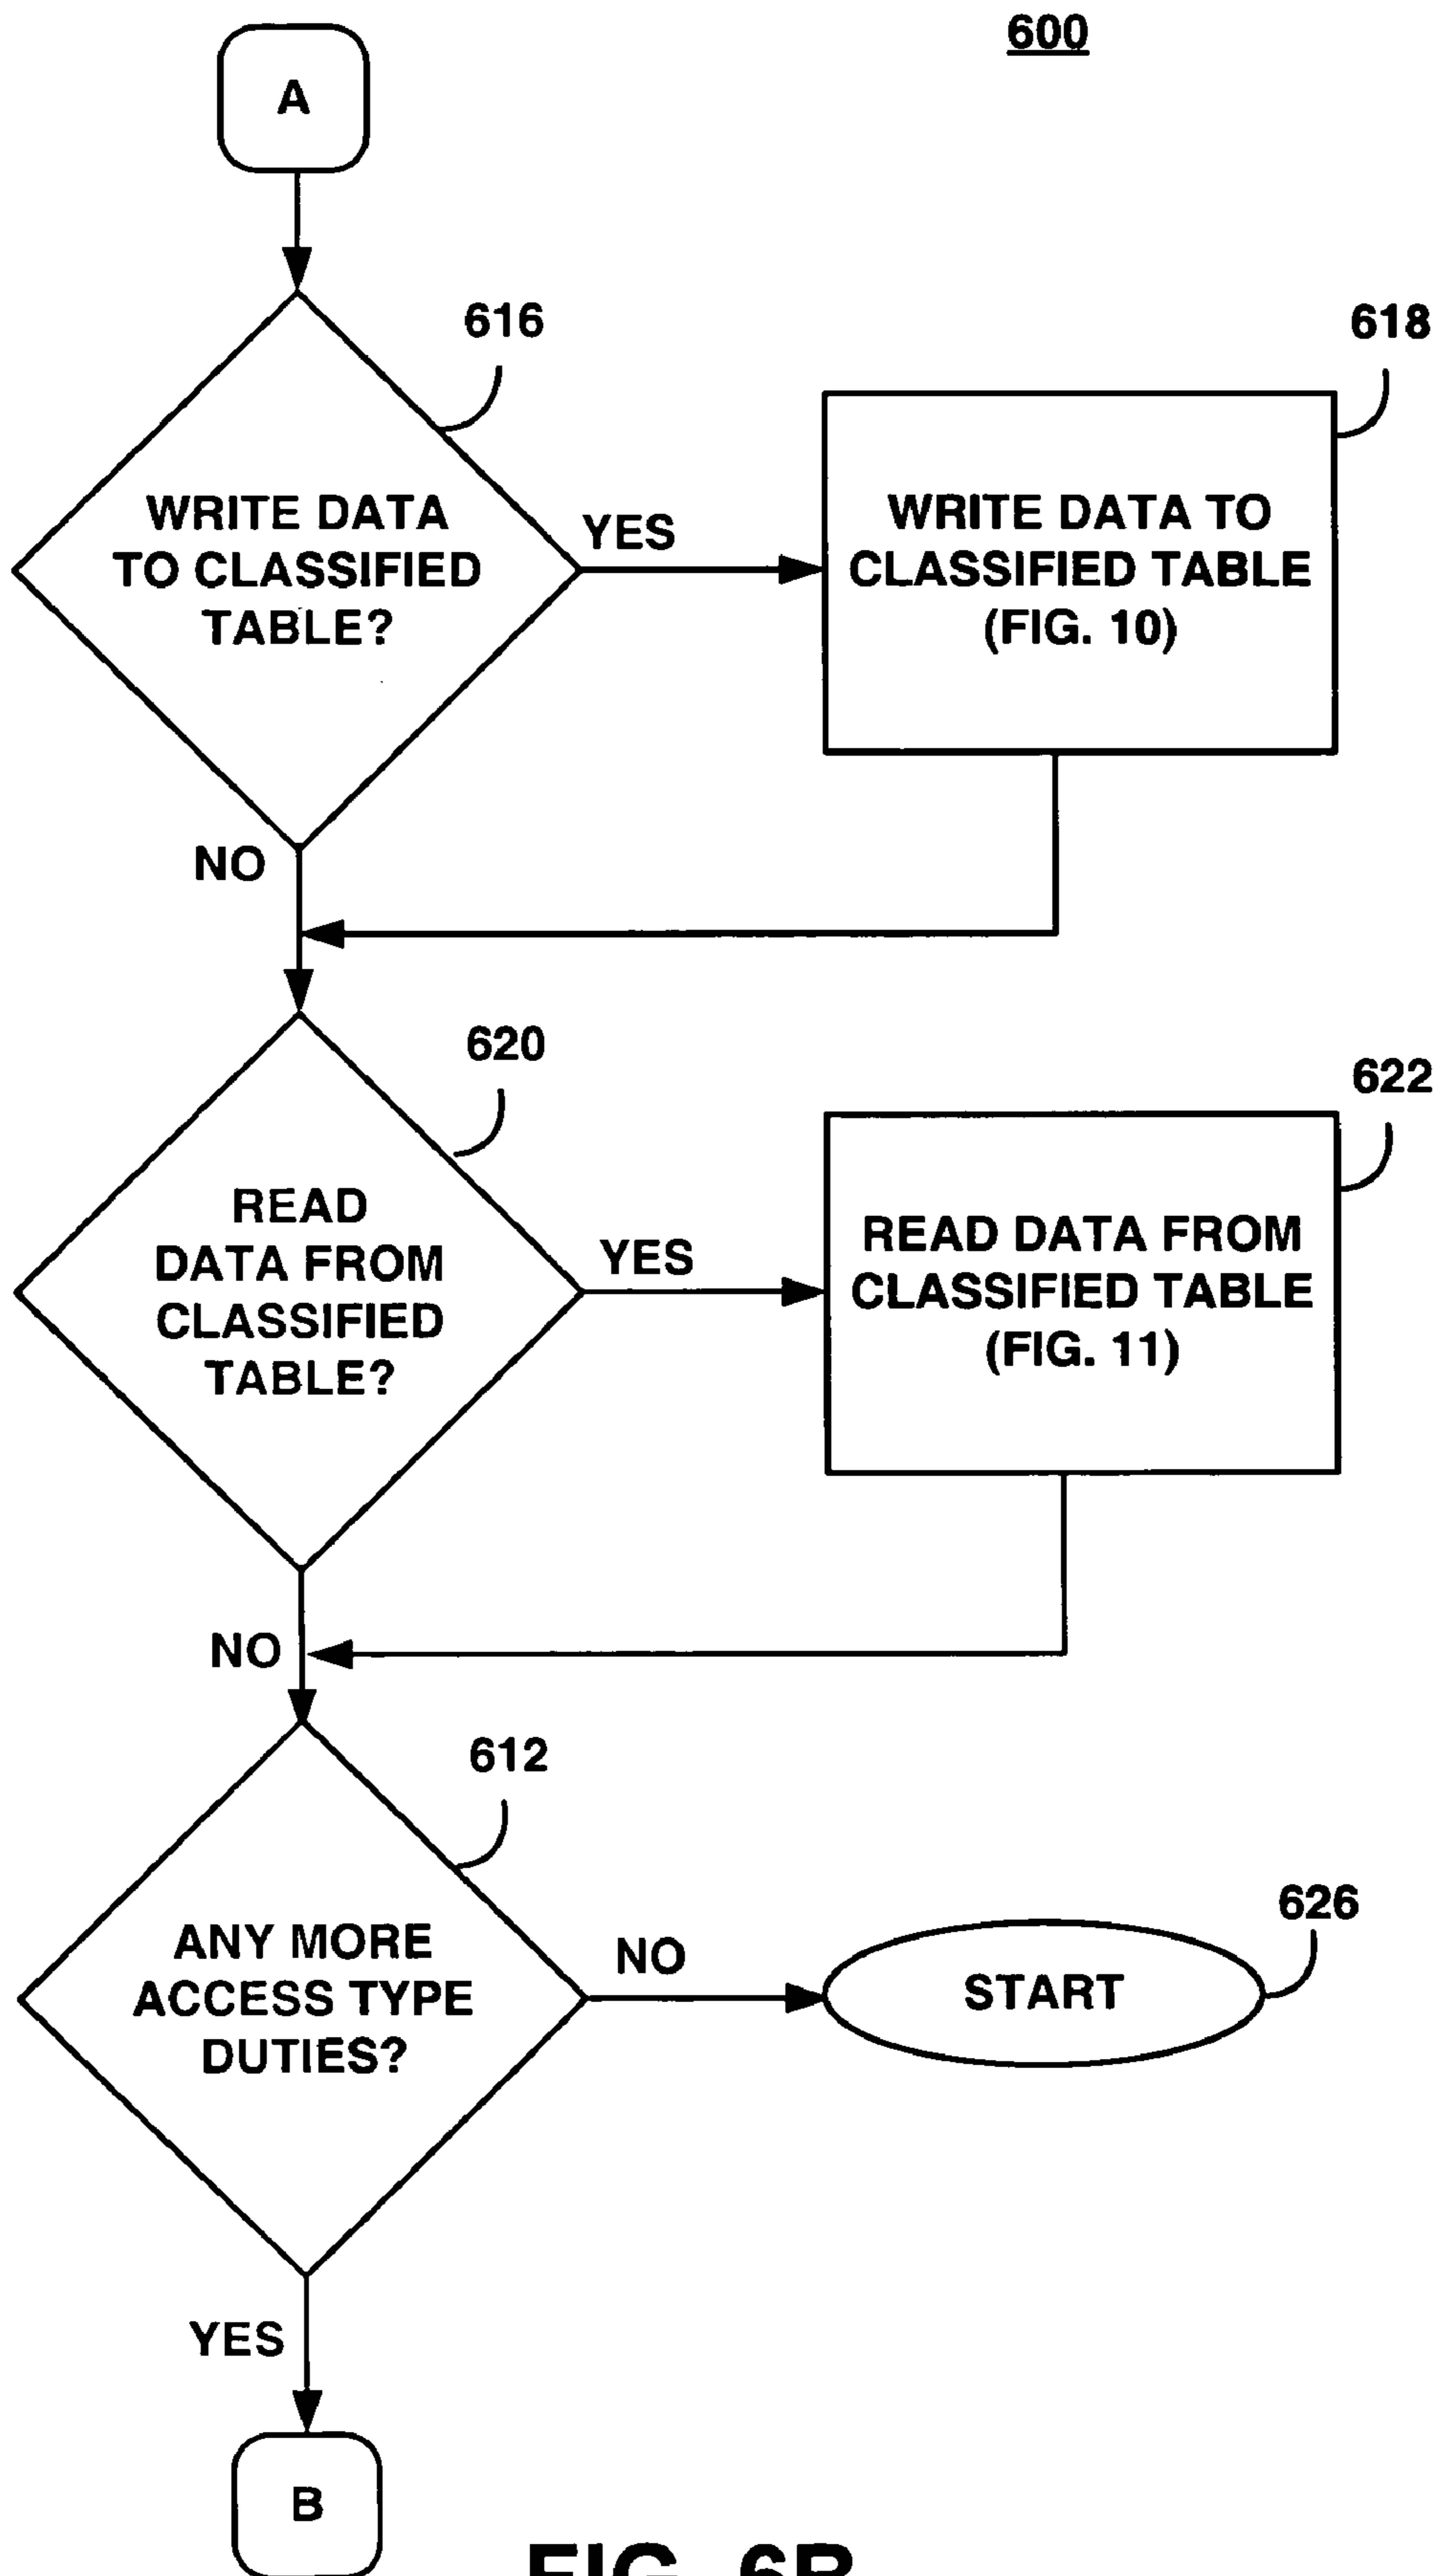 600
A
616
618
WRITE DATA
TO CLASSIFIED
TABLE?
YES
WRITE DATA TO
CLASSIFIED TABLE
(FIG. 10)
NO
620
622
READ
DATA FROM
CLASSIFIED
TABLE?
YES
READ DATA FROM
CLASSIFIED TABLE
(FIG. 11)
NO
612
626
ANY MORE
ACCESS TYPE
DUTIES?
NO
START
YES
B
FIG. 6B